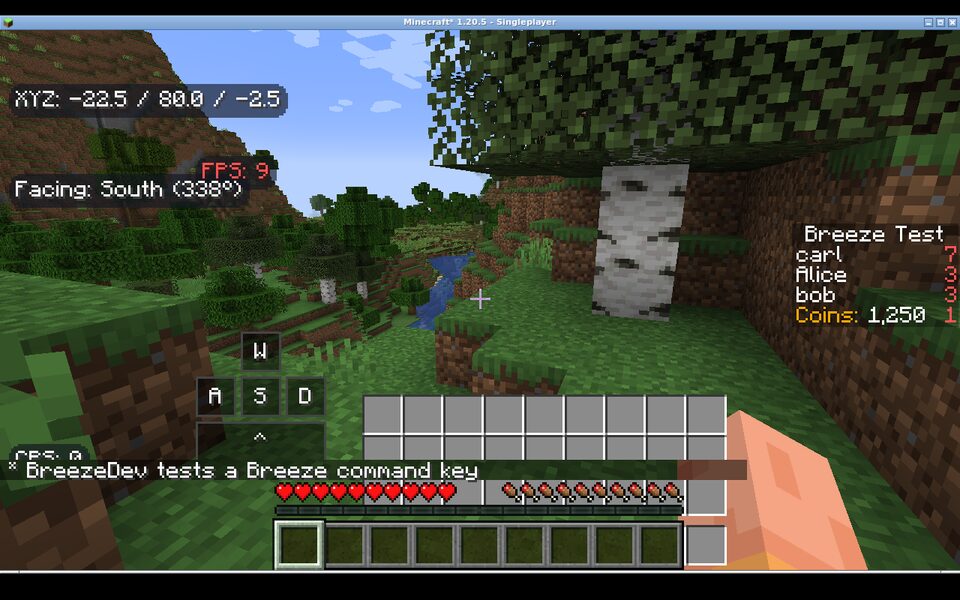 Minecraft* 1.20.5 - Singleplayer
XYZ: -22.5 / 80.0 / -2.5
FPS: 9
Facing: South (338°)
Breeze Test
carl 7
Alice 3
bob 3
Coins: 1,250 1
W
A S D
^
CPS: 0
* BreezeDev tests a Breeze command key